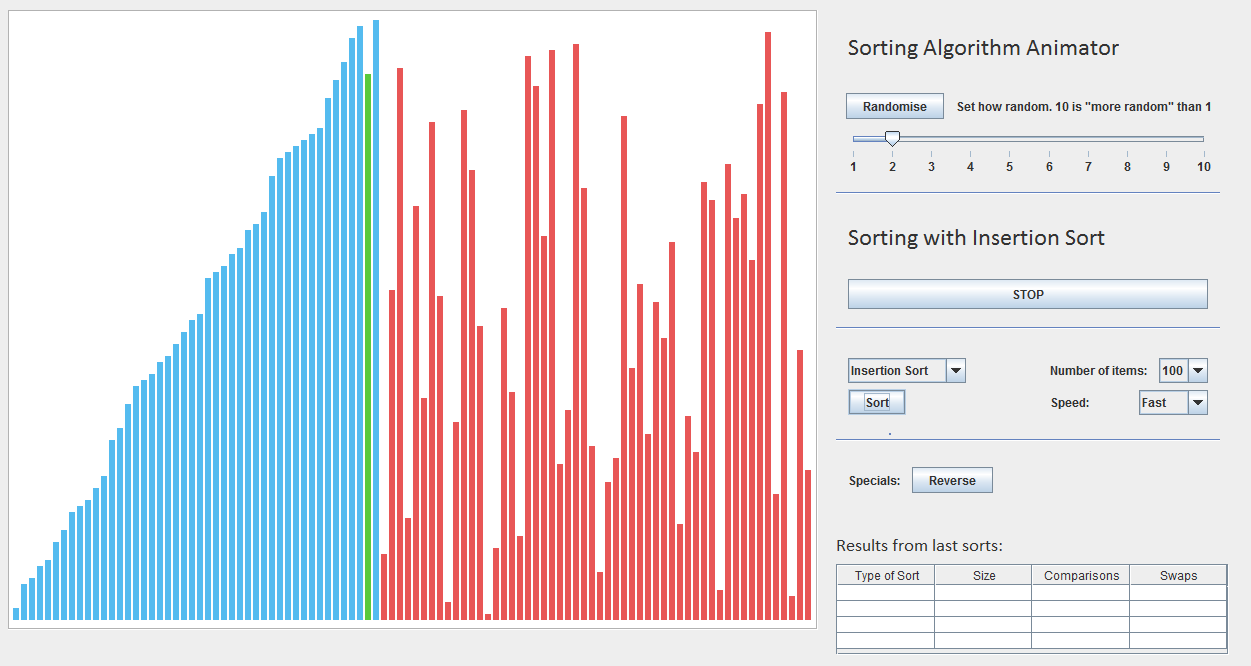 Sorting Algorithm Animator
Randomise Set how random. 10 is "more random" than 1
1 2 3 4 5 6 7 8 9 10
Sorting with Insertion Sort
STOP
Insertion Sort Number of items: 100
Sort Speed: Fast
Specials: Reverse
Results from last sorts:
Type of Sort Size Comparisons Swaps